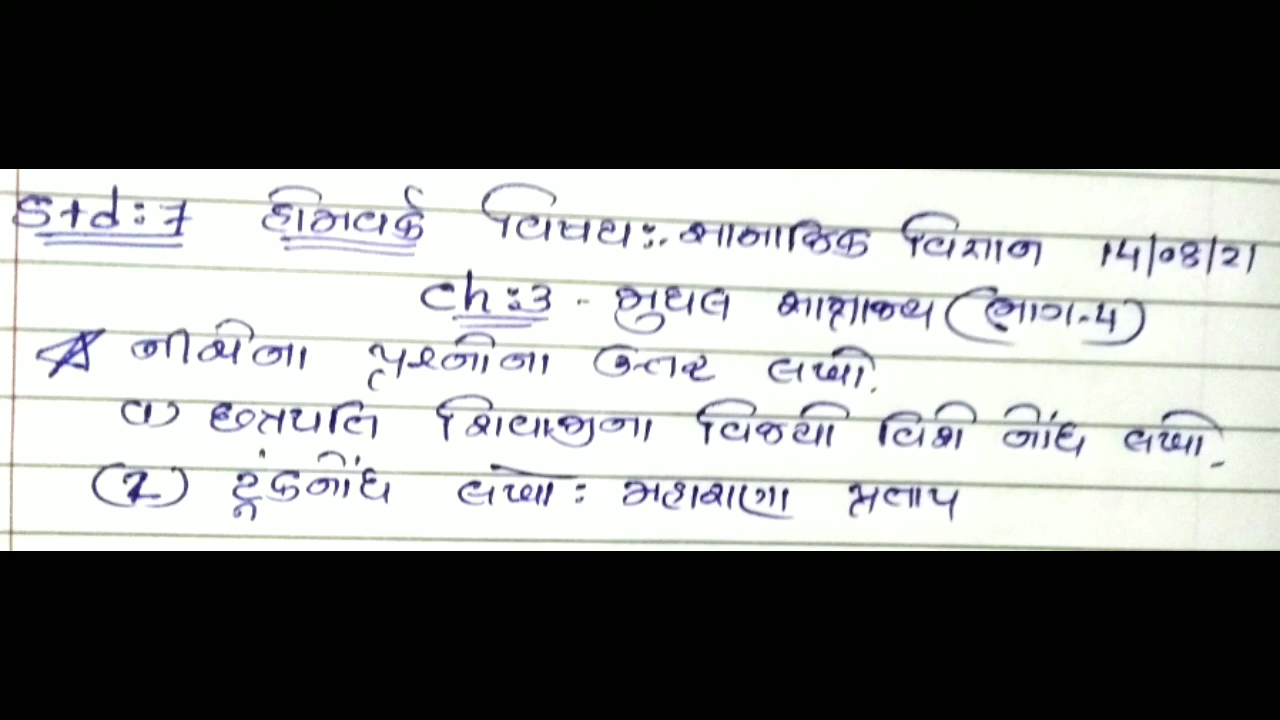 Std:7 હોમવર્ક વિષય:- સામાજિક વિજ્ઞાન 14/08/21
Ch:3 - મુઘલ સામ્રાજ્ય (ભાગ-4)
નીચેના પ્રશ્નોના ઉત્તર લખો.
(1) છત્રપતિ શિવાજીના વિજયો વિશે નોંધ લખો.
(2) ટૂંકનોંધ લખો: મહારાણા પ્રતાપ